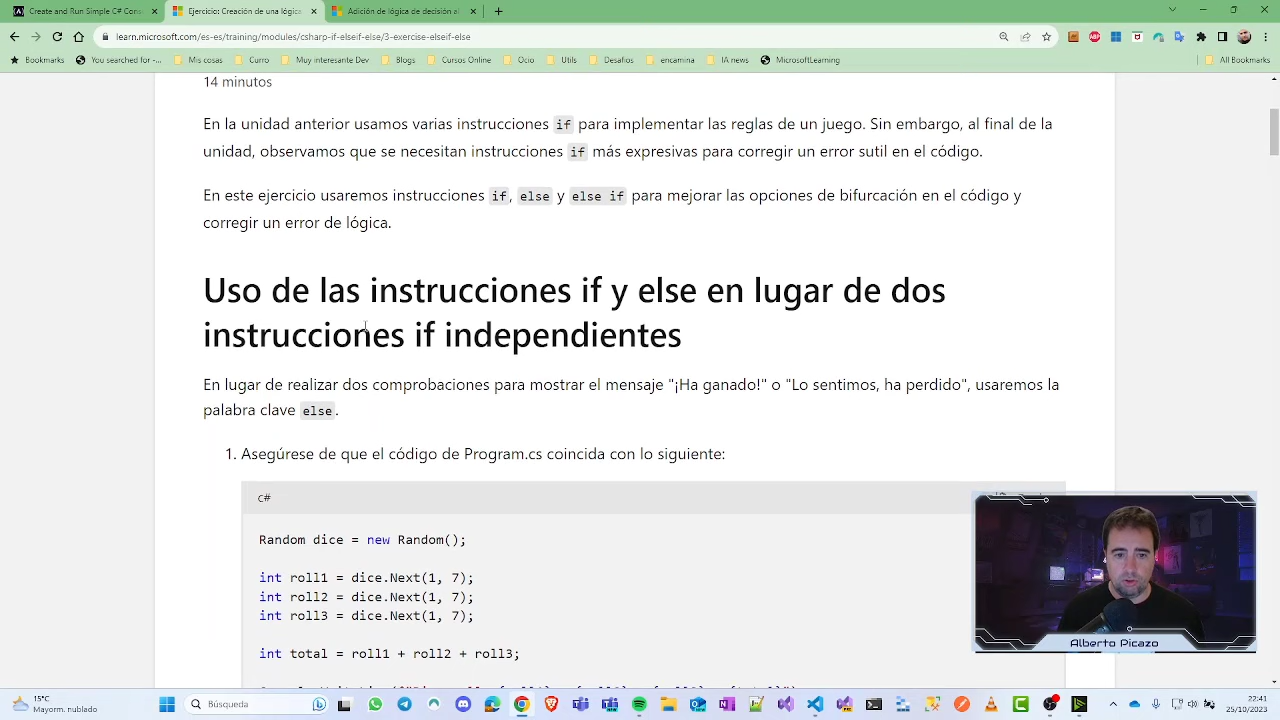 Create and Run Simple C# Con
Ejercicio: Creación de una lógica
Adición de lógica de decisión al
learn.microsoft.com/es-es/training/modules/csharp-if-elseif-else/3-exercise-elseif-else
Bookmarks
You searched for -...
Mis cosas
Curro
Muy interesante Dev
Blogs
Cursos Online
Ocio
Utils
Desafios
encamina
IA news
MicrosoftLearning
All Bookmarks
14 minutos
En la unidad anterior usamos varias instrucciones if para implementar las reglas de un juego. Sin embargo, al final de la
unidad, observamos que se necesitan instrucciones if más expresivas para corregir un error sutil en el código.
En este ejercicio usaremos instrucciones if, else y else if para mejorar las opciones de bifurcación en el código y
corregir un error de lógica.
Uso de las instrucciones if y else en lugar de dos
instrucciones if independientes
En lugar de realizar dos comprobaciones para mostrar el mensaje "¡Ha ganado!" o "Lo sentimos, ha perdido", usaremos la
palabra clave else.
1. Asegúrese de que el código de Program.cs coincida con lo siguiente:
c#
Random dice = new Random();
int roll1 = dice.Next(1, 7);
int roll2 = dice.Next(1, 7);
int roll3 = dice.Next(1, 7);
int total = roll1 + roll2 + roll3;
Alberto Picazo
15°C
Mayorm. nublado
Búsqueda
22:41
25/10/2023